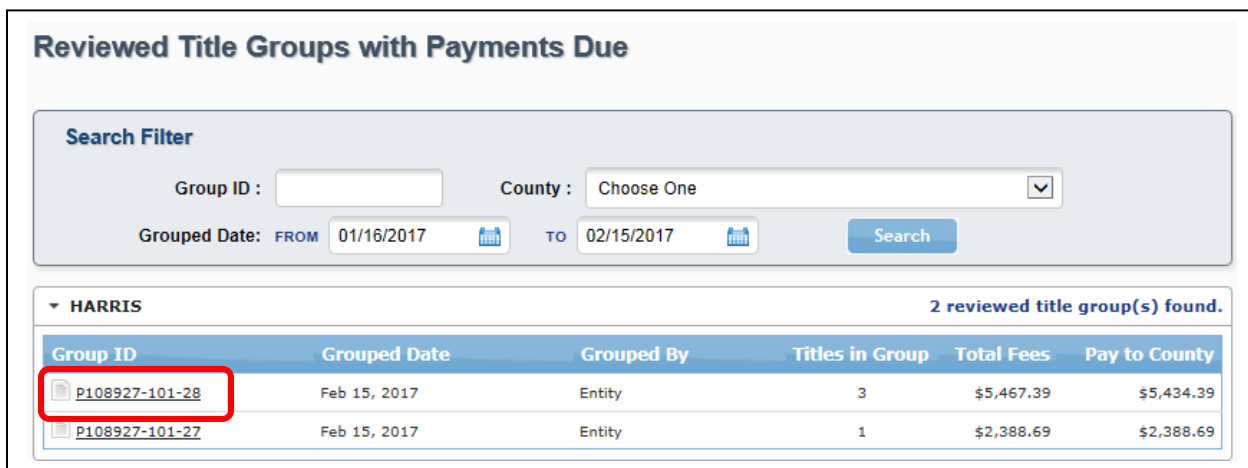 Reviewed Title Groups with Payments Due
Search Filter
Group ID : County : Choose One
Grouped Date: FROM 01/16/2017 TO 02/15/2017 Search
HARRIS 2 reviewed title group(s) found.
Group ID Grouped Date Grouped By Titles in Group Total Fees Pay to County
P108927-101-28 Feb 15, 2017 Entity 3 $5,467.39 $5,434.39
P108927-101-27 Feb 15, 2017 Entity 1 $2,388.69 $2,388.69